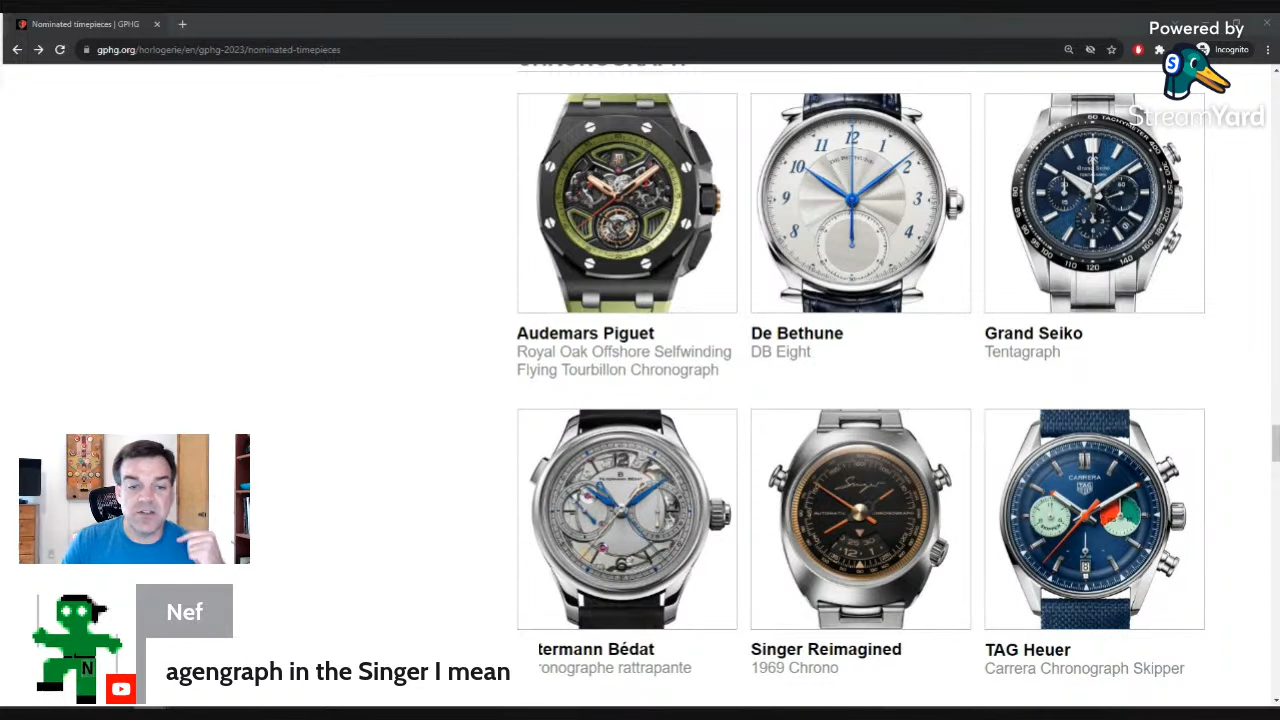 Nominated timepieces | GPHG
Powered by
gphg.org/horlogerie/en/gphg-2023/nominated-timepieces
Incognito
StreamYard
CHRONOGRAPH
Audemars Piguet
Royal Oak Offshore Selfwinding
Flying Tourbillon Chronograph
De Bethune
DB Eight
Grand Seiko
Tentagraph
termann Bédat
ronographe rattrapante
Singer Reimagined
1969 Chrono
TAG Heuer
Carrera Chronograph Skipper
Nef
N
agengraph in the Singer I mean